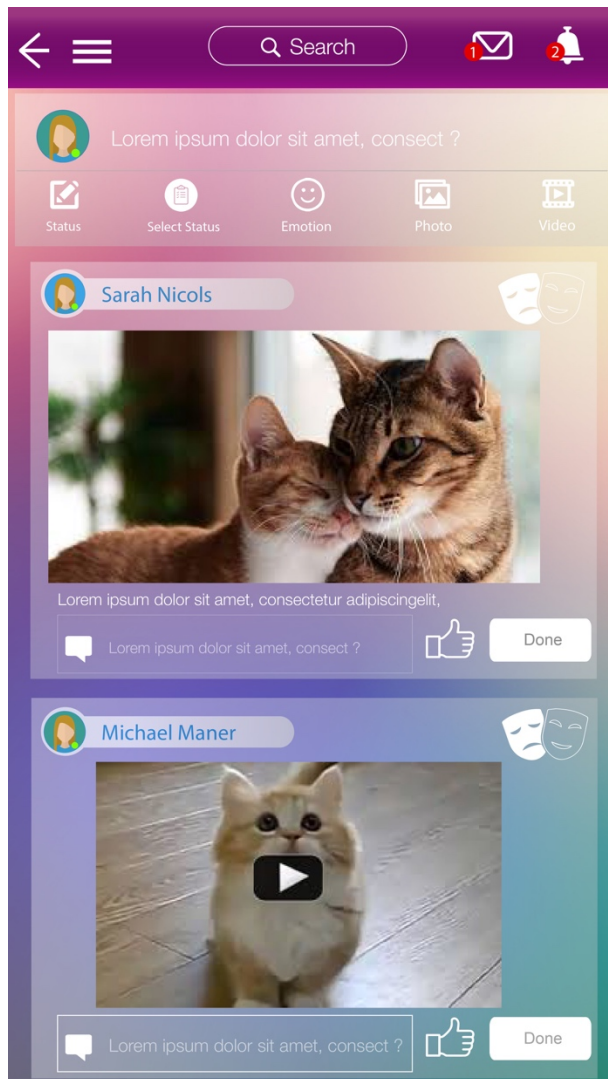 Search
1
2
Lorem ipsum dolor sit amet, consect ?
Status
Select Status
Emotion
Photo
Video
Sarah Nicols
Lorem ipsum dolor sit amet, consectetur adipiscingelit,
Lorem ipsum dolor sit amet, consect ?
Done
Michael Maner
Lorem ipsum dolor sit amet, consect ?
Done